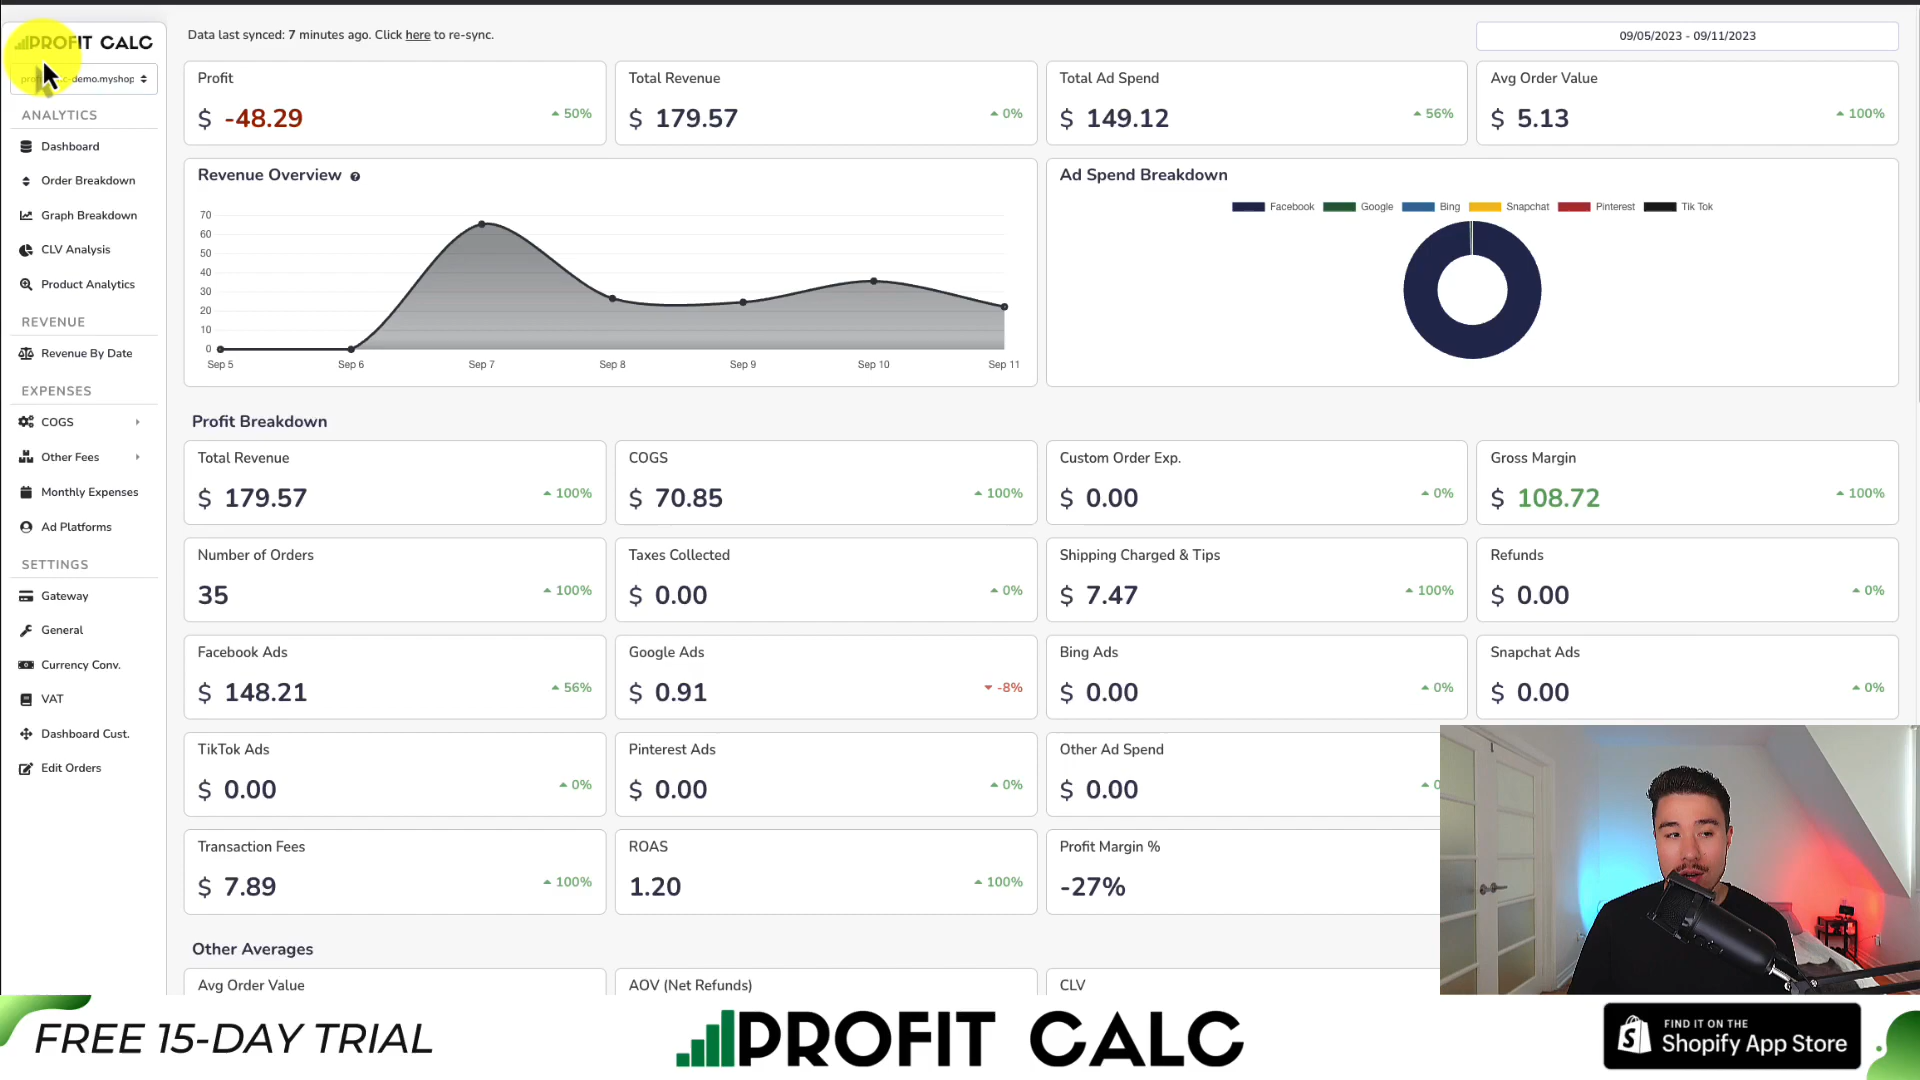 PROFIT CALC
-demo.myshop
ANALYTICS
Dashboard
Order Breakdown
Graph Breakdown
CLV Analysis
Product Analytics
REVENUE
Revenue By Date
EXPENSES
COGS
Other Fees
Monthly Expenses
Ad Platforms
SETTINGS
Gateway
General
Currency Conv.
VAT
Dashboard Cust.
Edit Orders
Data last synced: 7 minutes ago. Click here to re-sync.
09/05/2023 - 09/11/2023
Profit
$ -48.29 50%
Total Revenue
$ 179.57 0%
Total Ad Spend
$ 149.12 56%
Avg Order Value
$ 5.13 100%
Revenue Overview
70
60
50
40
30
20
10
0
Sep 5 Sep 6 Sep 7 Sep 8 Sep 9 Sep 10 Sep 11
Ad Spend Breakdown
Facebook Google Bing Snapchat Pinterest Tik Tok
Profit Breakdown
Total Revenue
$ 179.57 100%
COGS
$ 70.85 100%
Custom Order Exp.
$ 0.00 0%
Gross Margin
$ 108.72 100%
Number of Orders
35 100%
Taxes Collected
$ 0.00 0%
Shipping Charged & Tips
$ 7.47 100%
Refunds
$ 0.00 0%
Facebook Ads
$ 148.21 56%
Google Ads
$ 0.91 -8%
Bing Ads
$ 0.00 0%
Snapchat Ads
$ 0.00 0%
TikTok Ads
$ 0.00 0%
Pinterest Ads
$ 0.00 0%
Other Ad Spend
$ 0.00
Transaction Fees
$ 7.89 100%
ROAS
1.20 100%
Profit Margin %
-27%
Other Averages
Avg Order Value
AOV (Net Refunds)
CLV
FREE 15-DAY TRIAL
PROFIT CALC
FIND IT ON THE
Shopify App Store